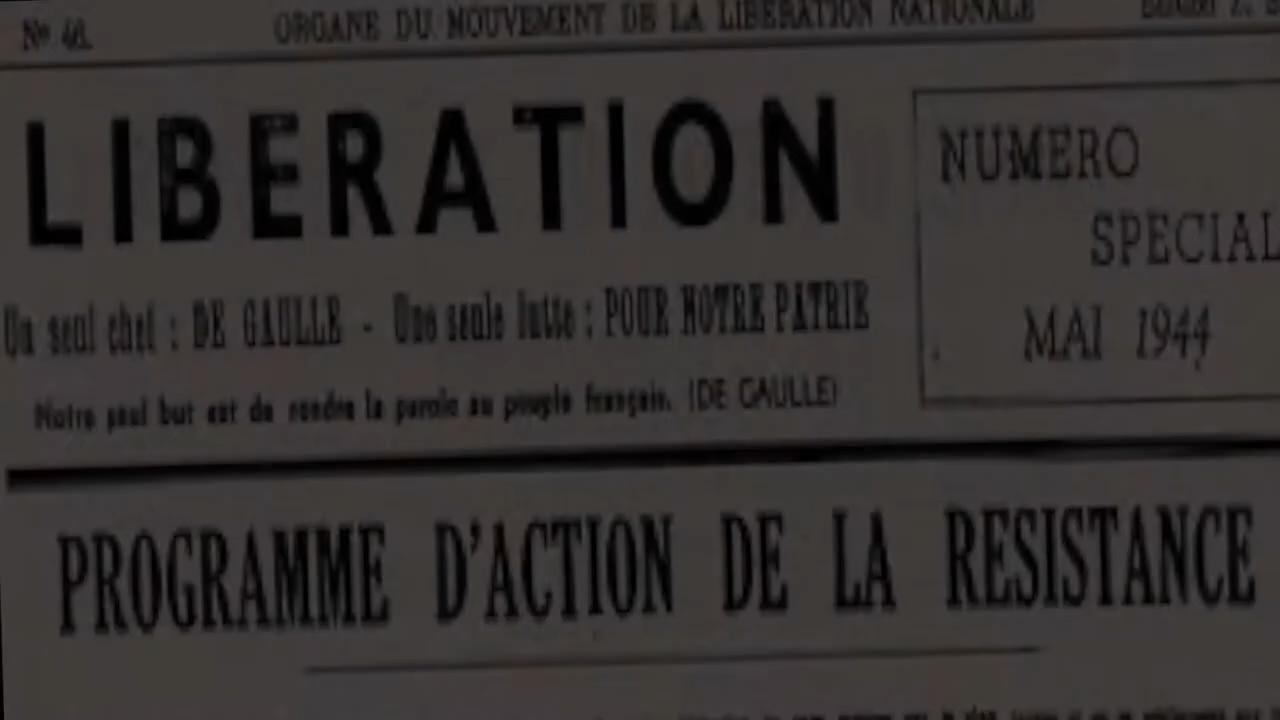 ORGANE DU MOUVEMENT DE LA LIBERATION NATIONALE
LIBERATION
NUMERO
SPECIAL
MAI 1944
Un seul chef : DE GAULLE - Une seule lutte : POUR NOTRE PATRIE
Notre seul but est de rendre la parole au peuple français. (DE GAULLE)
PROGRAMME D'ACTION DE LA RESISTANCE